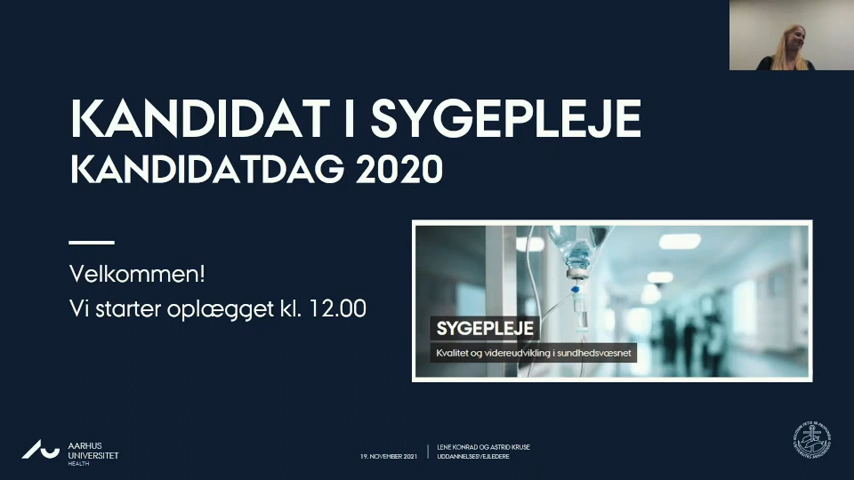 KANDIDAT I SYGEPLEJE
KANDIDATDAG 2020
Velkommen!
Vi starter oplægget kl. 12.00
SYGEPLEJE
Kvalitet og videreudvikling i sundhedsvæsnet
AARHUS
UNIVERSITET
HEALTH
19. NOVEMBER 2021
LENE KONRAD OG ASTRID KRUSE
UDDANNELSESVEJLEDERE